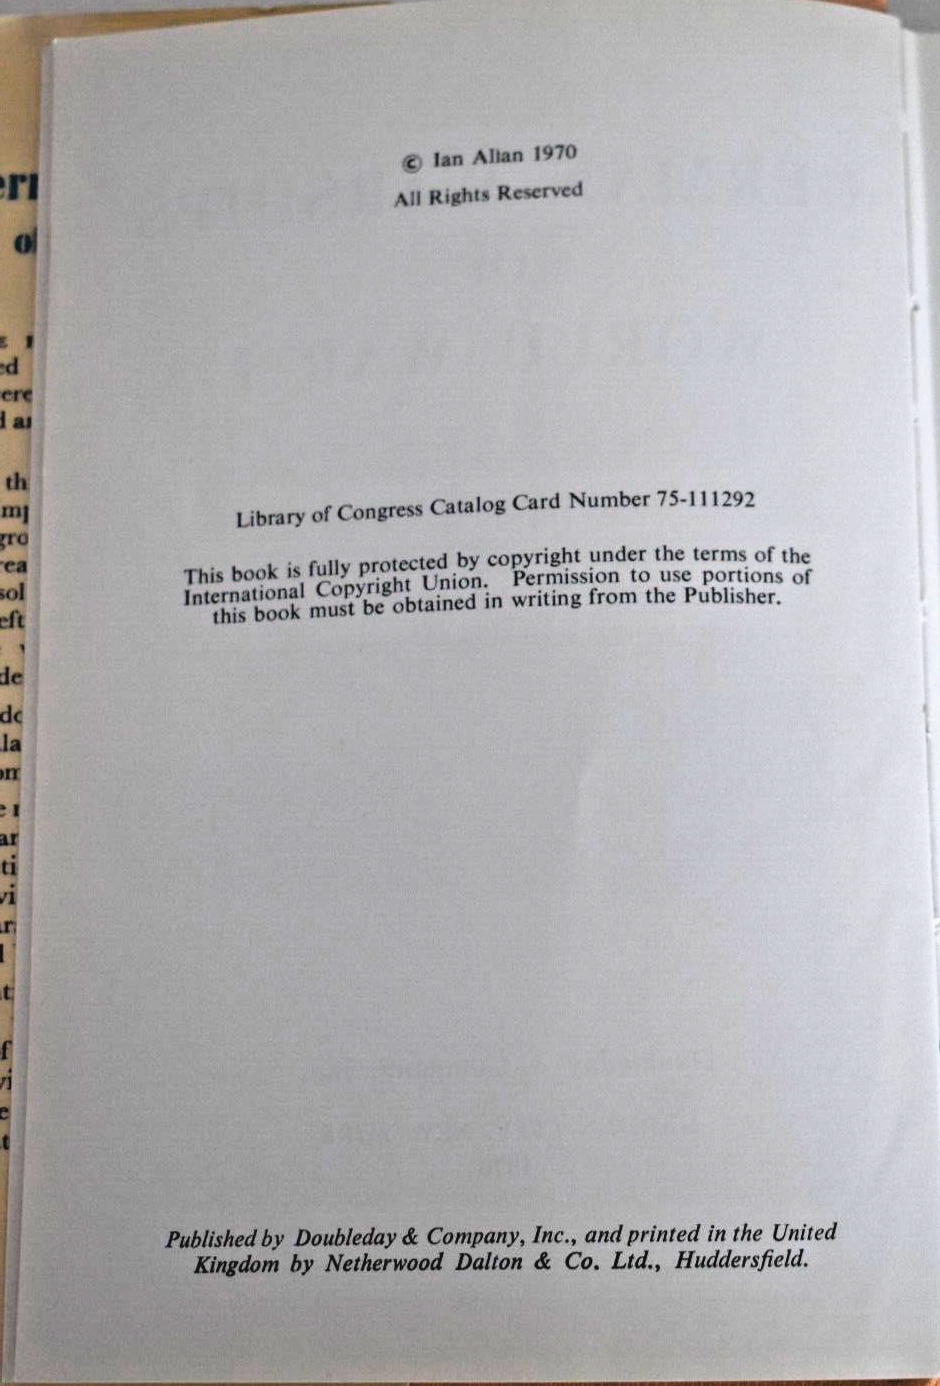 © Ian Allan 1970
All Rights Reserved
Library of Congress Catalog Card Number 75-111292
This book is fully protected by copyright under the terms of the
International Copyright Union. Permission to use portions of
this book must be obtained in writing from the Publisher.
Published by Doubleday & Company, Inc., and printed in the United
Kingdom by Netherwood Dalton & Co. Ltd., Huddersfield.